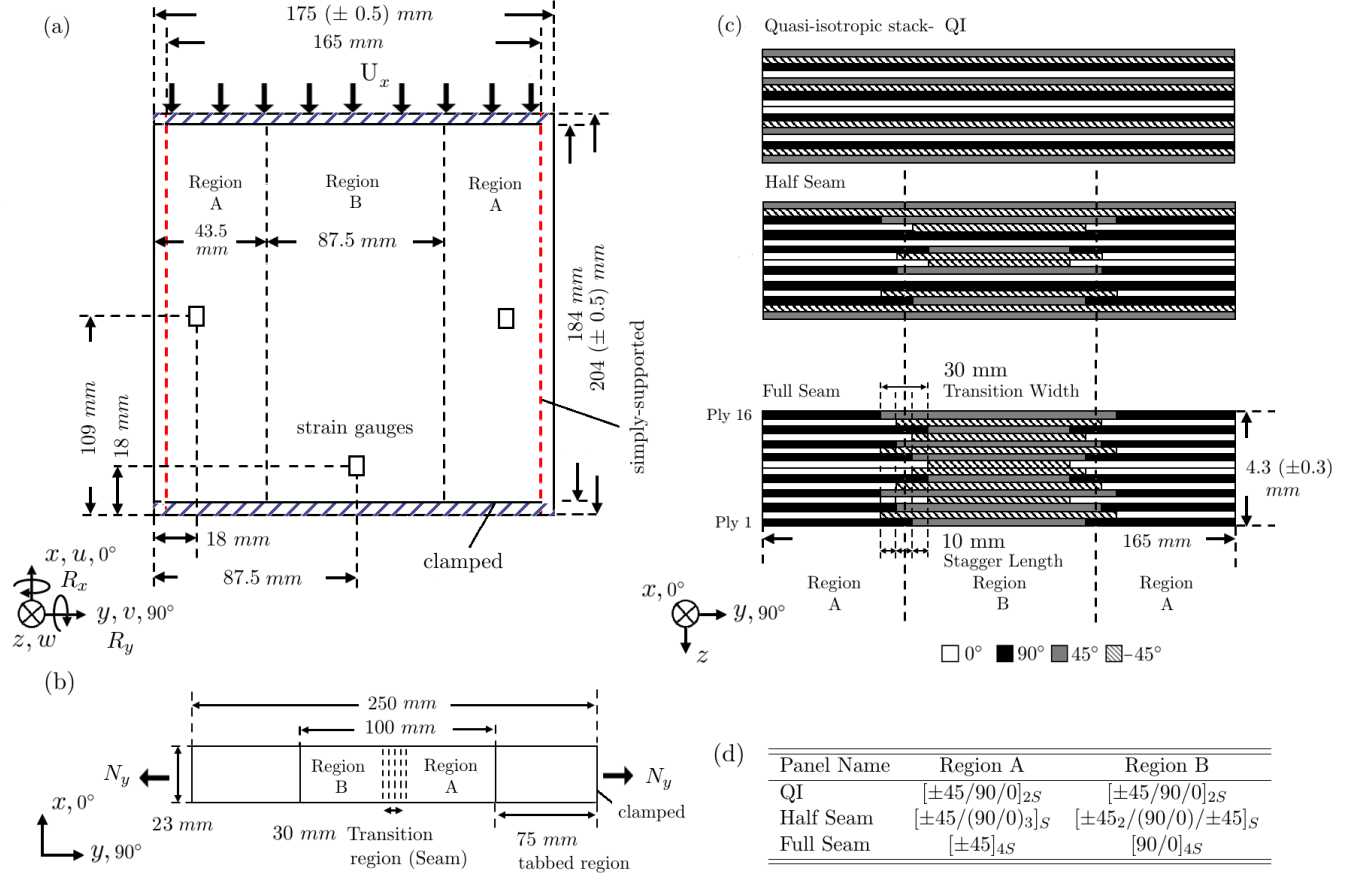 (a)
175 (± 0.5) mm
165 mm
U_x
Region A
Region B
Region A
43.5 mm
87.5 mm
184 mm
204 (± 0.5) mm
simply-supported
109 mm
18 mm
strain gauges
18 mm
87.5 mm
clamped
x, u, 0°
R_x
y, v, 90°
R_y
z, w
(b)
250 mm
100 mm
N_y
Region B
Region A
N_y
clamped
x, 0°
23 mm
y, 90°
30 mm Transition region (Seam)
75 mm
tabbed region
(c)
Quasi-isotropic stack- QI
Half Seam
Full Seam
30 mm
Transition Width
Ply 16
Ply 1
4.3 (±0.3) mm
10 mm
Stagger Length
165 mm
Region A
Region B
Region A
x, 0°
y, 90°
z
0° 90° 45° –45°
(d)
Panel Name Region A Region B
QI [±45/90/0]_2S [±45/90/0]_2S
Half Seam [±45/(90/0)_3]_S [±45_2/(90/0)/±45]_S
Full Seam [±45]_4S [90/0]_4S